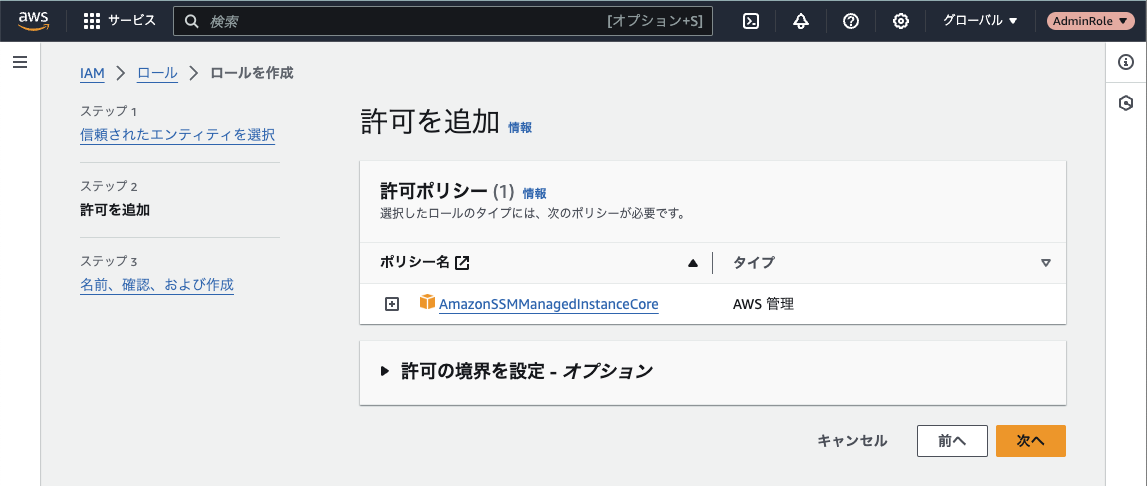 aws
サービス
検索
[オプション+S]
グローバル
AdminRole
IAM
ロール
ロールを作成
ステップ 1
信頼されたエンティティを選択
ステップ 2
許可を追加
ステップ 3
名前、確認、および作成
許可を追加 情報
許可ポリシー (1) 情報
選択したロールのタイプには、次のポリシーが必要です。
ポリシー名
タイプ
AmazonSSMManagedInstanceCore
AWS 管理
許可の境界を設定 - オプション
キャンセル
前へ
次へ